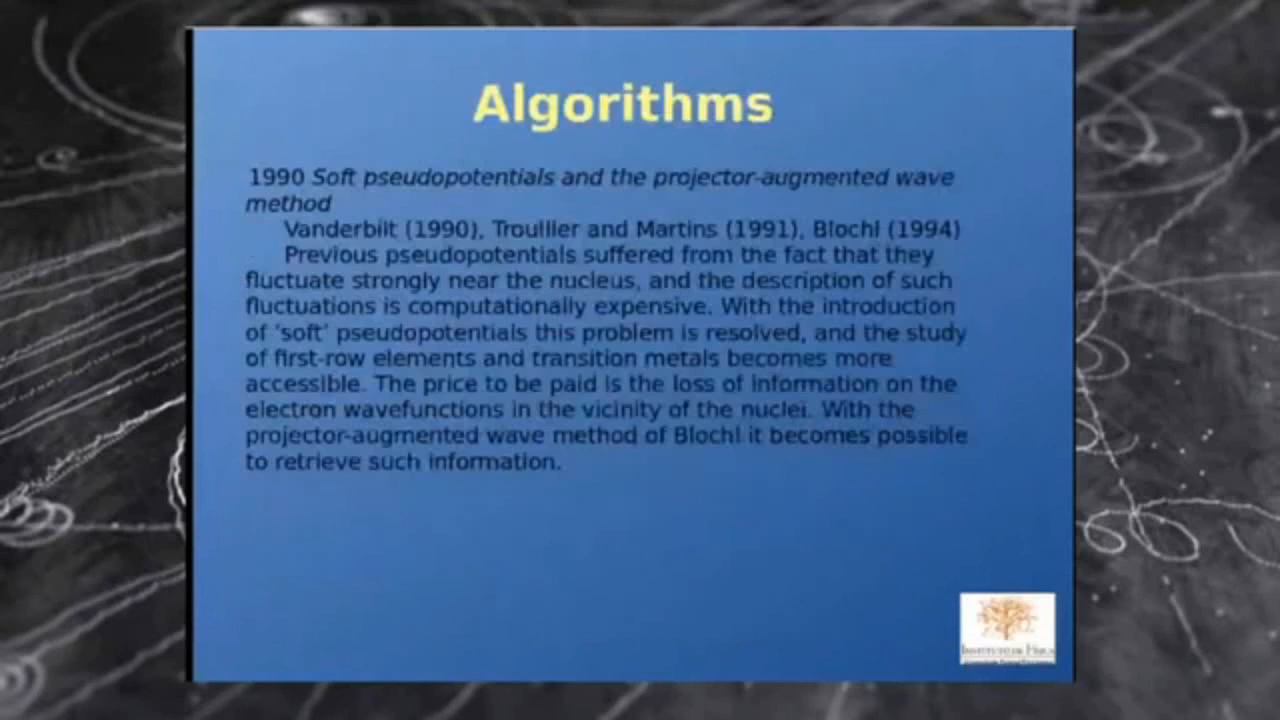 Algorithms
1990 Soft pseudopotentials and the projector-augmented wave
method
Vanderbilt (1990), Troullier and Martins (1991), Blochl (1994)
Previous pseudopotentials suffered from the fact that they
fluctuate strongly near the nucleus, and the description of such
fluctuations is computationally expensive. With the introduction
of 'soft' pseudopotentials this problem is resolved, and the study
of first-row elements and transition metals becomes more
accessible. The price to be paid is the loss of information on the
electron wavefunctions in the vicinity of the nuclei. With the
projector-augmented wave method of Blochl it becomes possible
to retrieve such information.